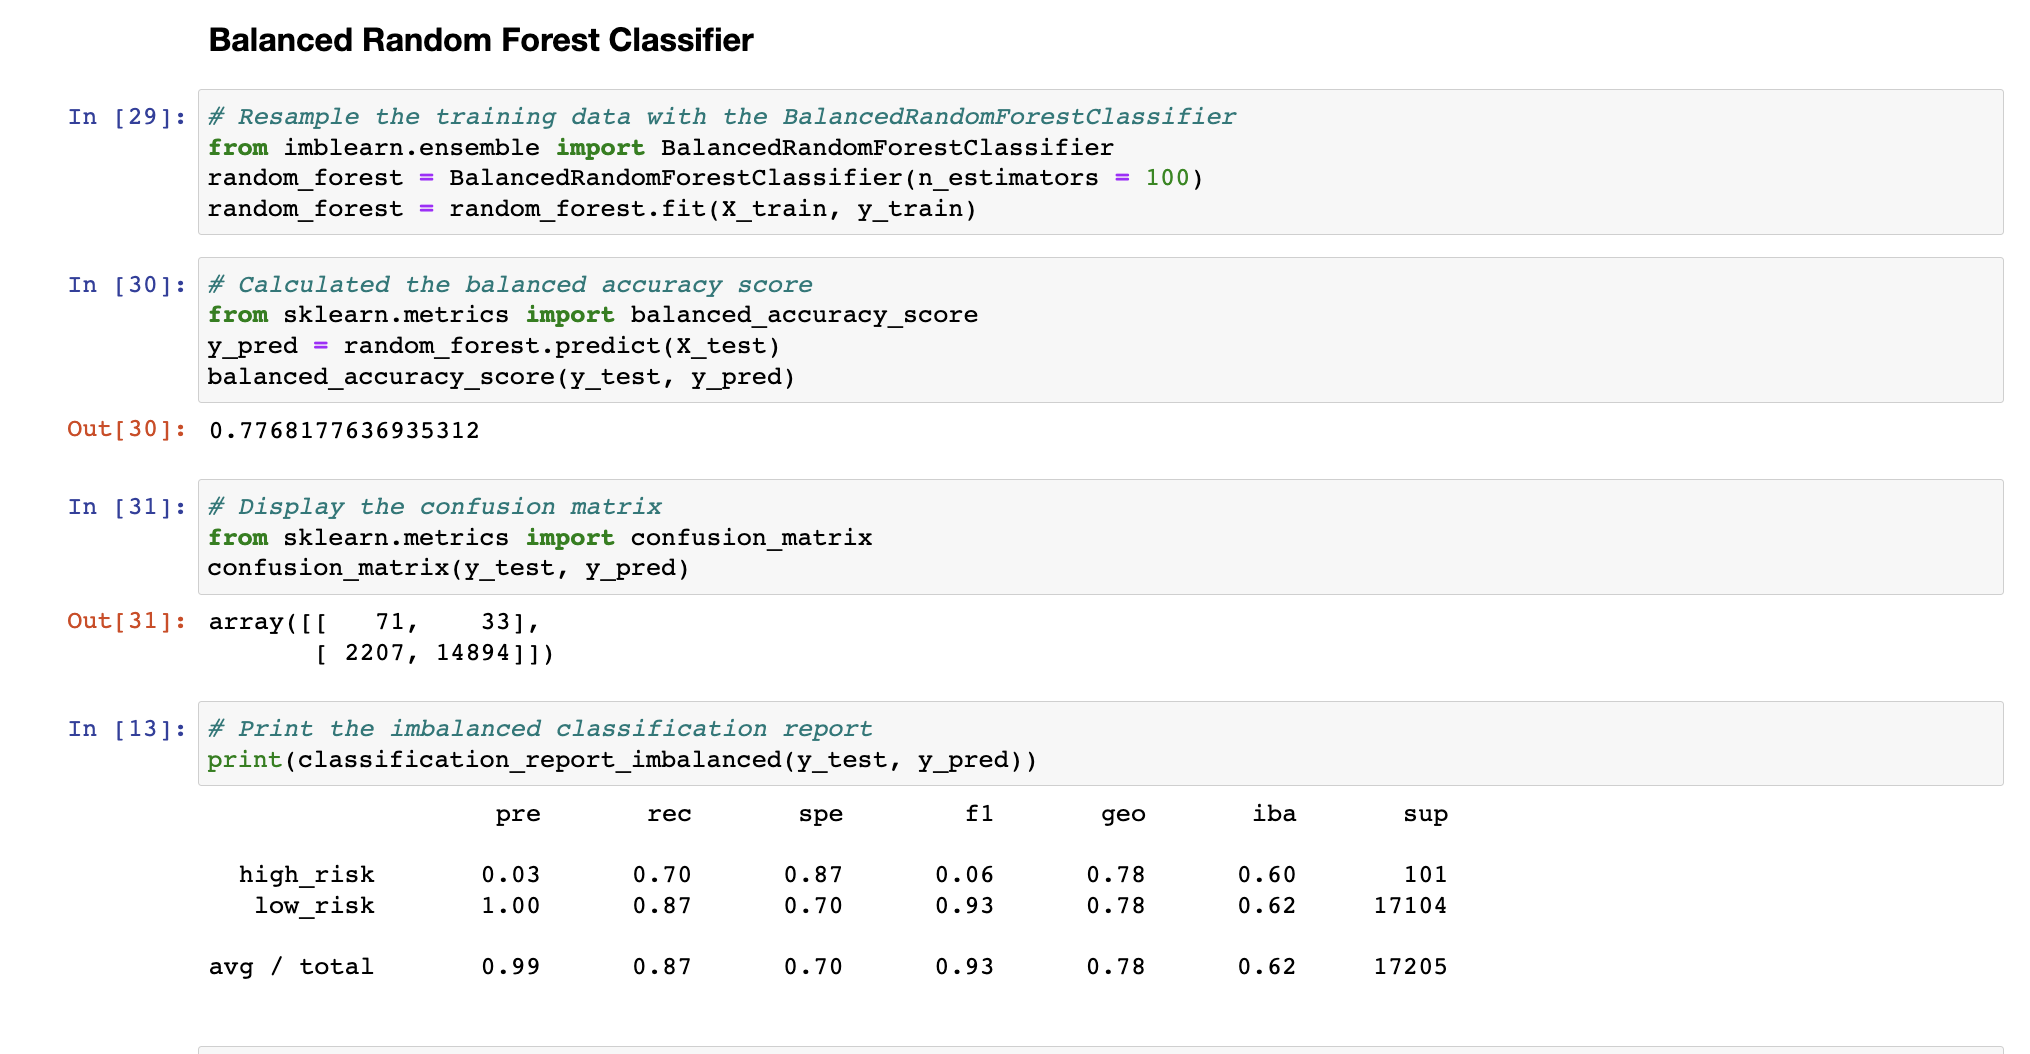 Balanced Random Forest Classifier
In [29]: # Resample the training data with the BalancedRandomForestClassifier
from imblearn.ensemble import BalancedRandomForestClassifier
random_forest = BalancedRandomForestClassifier(n_estimators = 100)
random_forest = random_forest.fit(X_train, y_train)
In [30]: # Calculated the balanced accuracy score
from sklearn.metrics import balanced_accuracy_score
y_pred = random_forest.predict(X_test)
balanced_accuracy_score(y_test, y_pred)
Out[30]: 0.7768177636935312
In [31]: # Display the confusion matrix
from sklearn.metrics import confusion_matrix
confusion_matrix(y_test, y_pred)
Out[31]: array([[   71,    33],
       [ 2207, 14894]])
In [13]: # Print the imbalanced classification report
print(classification_report_imbalanced(y_test, y_pred))
pre rec spe f1 geo iba sup
high_risk 0.03 0.70 0.87 0.06 0.78 0.60 101
low_risk 1.00 0.87 0.70 0.93 0.78 0.62 17104
avg / total 0.99 0.87 0.70 0.93 0.78 0.62 17205